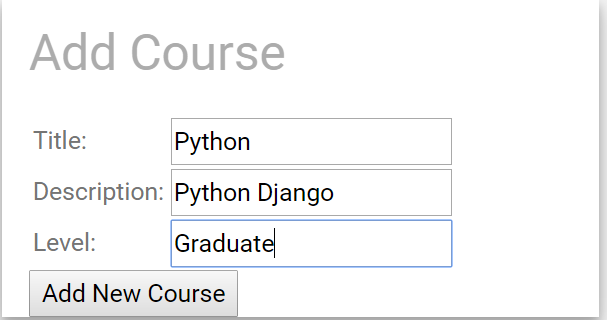 Add Course
Title: Python
Description: Python Django
Level: Graduate
Add New Course